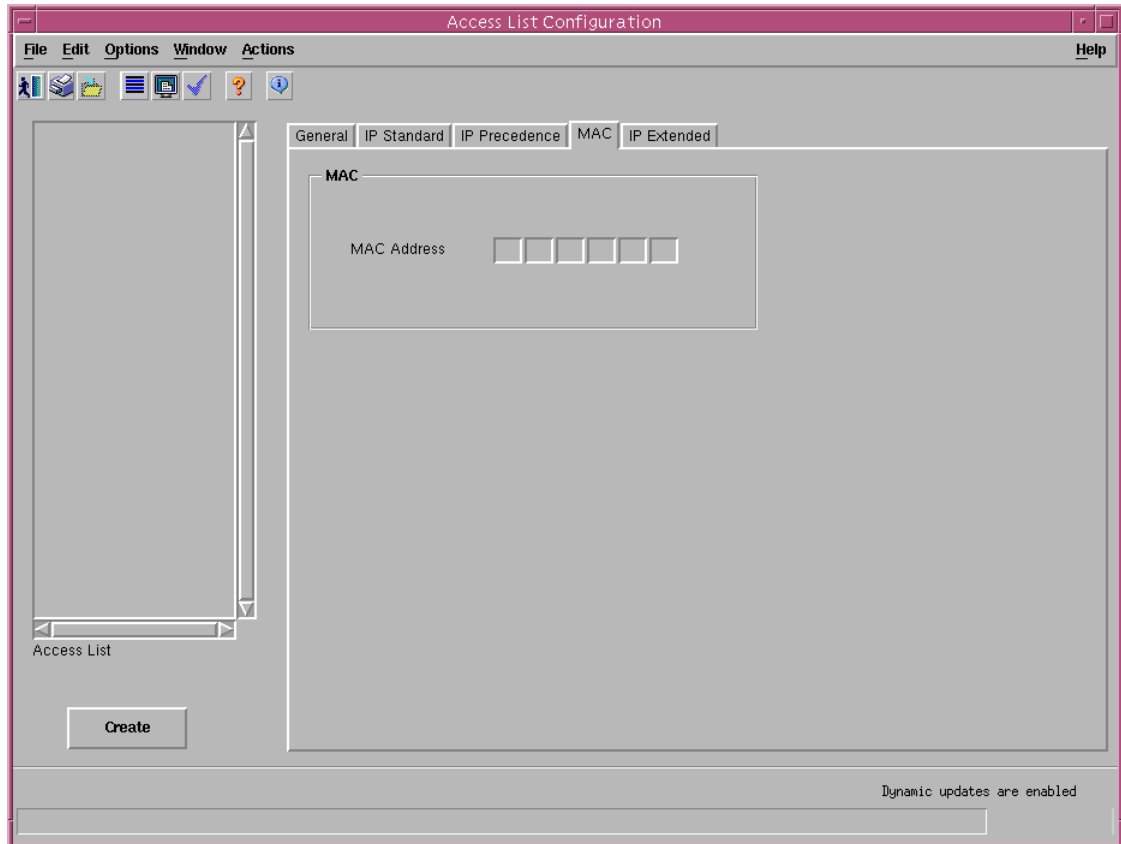 Access List Configuration
File Edit Options Window Actions Help
General IP Standard IP Precedence MAC IP Extended
MAC
MAC Address
Access List
Create
Dynamic updates are enabled